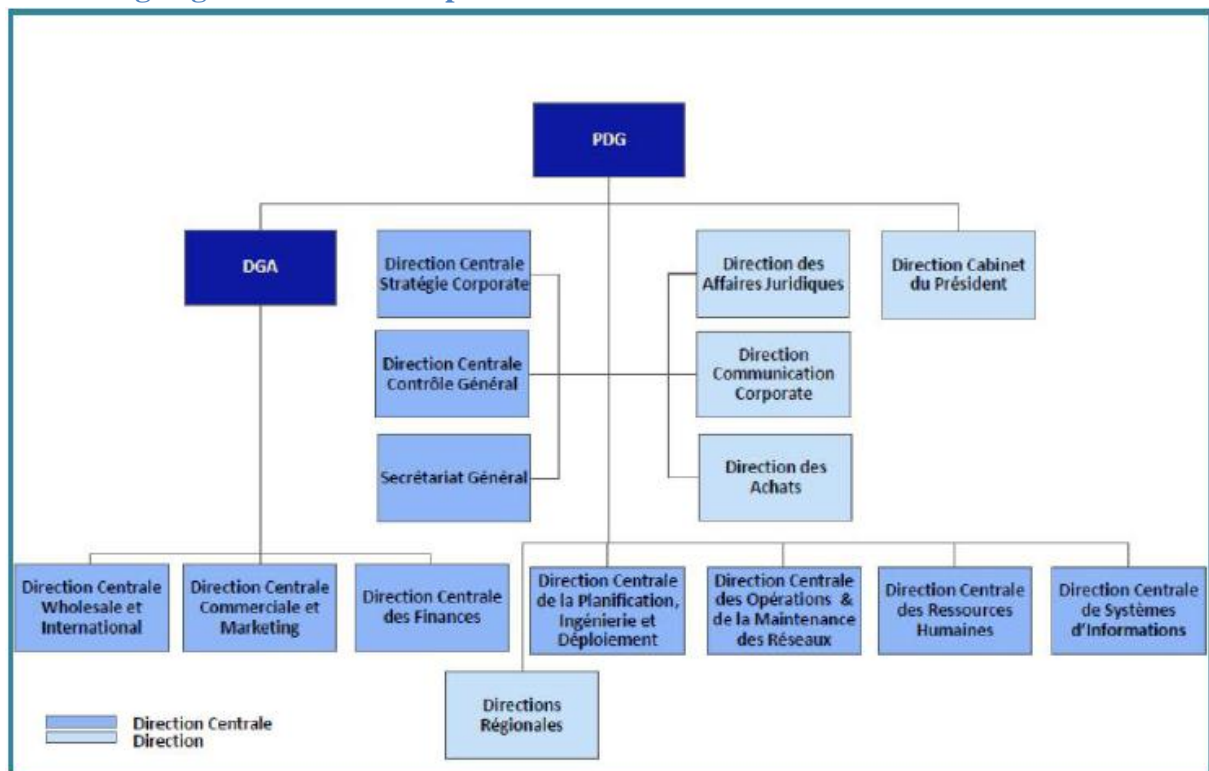 PDG
DGA
Direction Centrale
Stratégie Corporate
Direction des
Affaires Juridiques
Direction Cabinet
du Président
Direction Centrale
Contrôle Général
Direction
Communication
Corporate
Secrétariat Général
Direction des
Achats
Direction Centrale
Wholesale et
International
Direction Centrale
Commerciale et
Marketing
Direction Centrale
des Finances
Direction Centrale
de la Planification,
Ingénierie et
Déploiement
Direction Centrale
des Opérations &
de la Maintenance
des Réseaux
Direction Centrale
des Ressources
Humaines
Direction Centrale
de Systèmes
d'Informations
Directions
Régionales
Direction Centrale
Direction